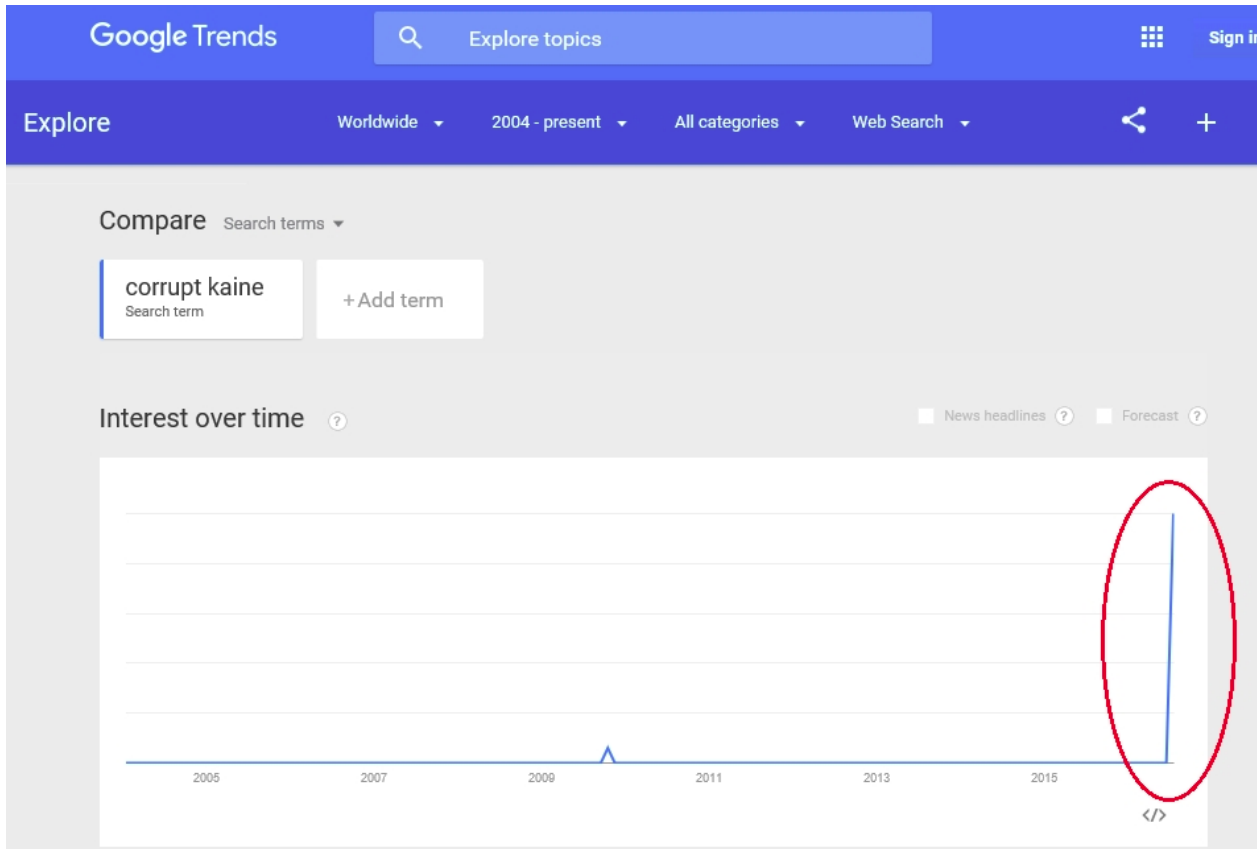 Google Trends Explore topics Sign in
Explore Worldwide 2004 - present All categories Web Search
Compare Search terms
corrupt kaine
Search term
+Add term
Interest over time ? News headlines ? Forecast ?
2005 2007 2009 2011 2013 2015
</>